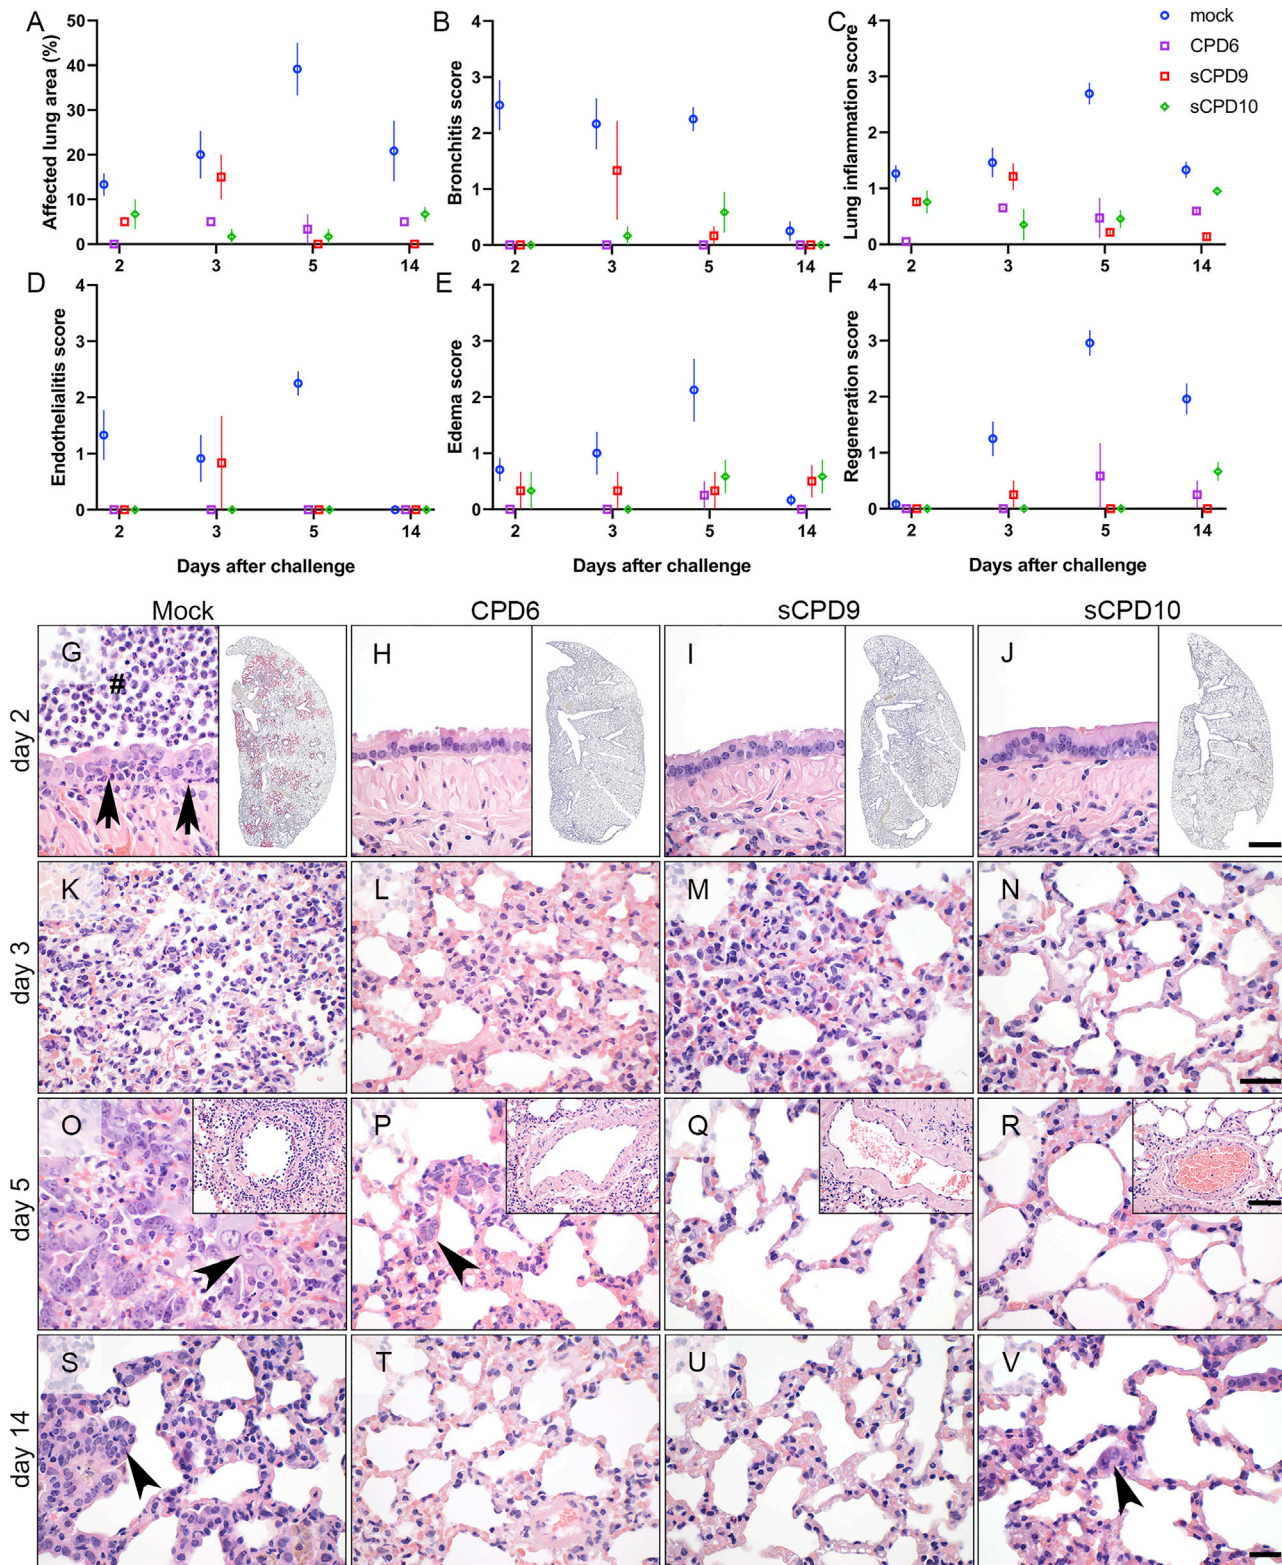 A
Affected lung area (%)
50
40
30
20
10
0
2 3 5 14
B
Bronchitis score
4
3
2
1
0
2 3 5 14
C
Lung inflammation score
4
3
2
1
0
2 3 5 14
mock
CPD6
sCPD9
sCPD10
D
Endothelialitis score
4
3
2
1
0
2 3 5 14
Days after challenge
E
Edema score
4
3
2
1
0
2 3 5 14
Days after challenge
F
Regeneration score
4
3
2
1
0
2 3 5 14
Days after challenge
Mock CPD6 sCPD9 sCPD10
day 2
G # H I J
day 3
K L M N
day 5
O P Q R
day 14
S T U V